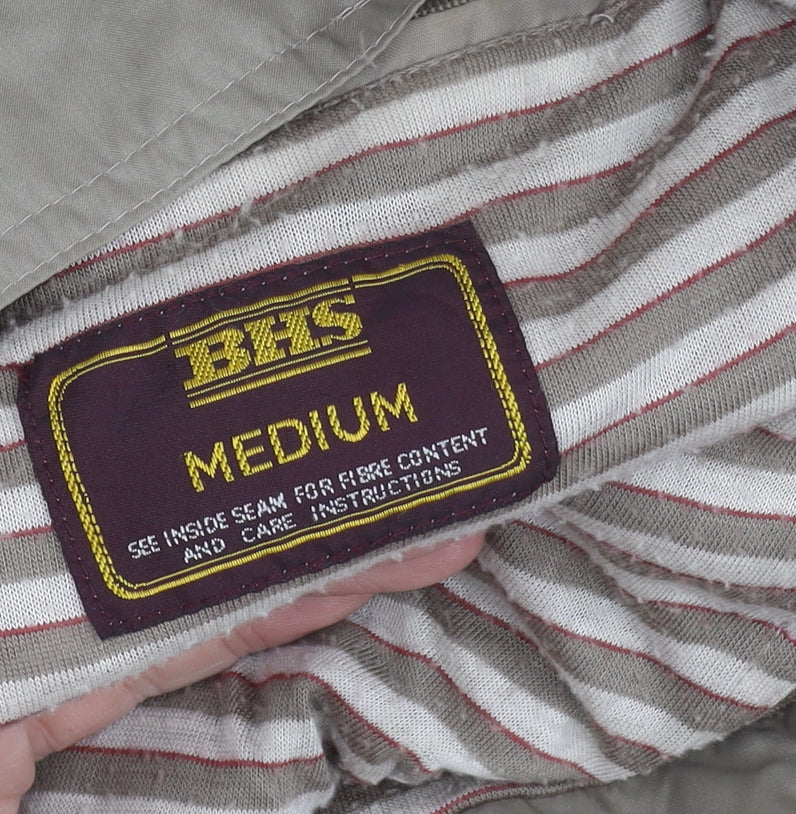 BHS
MEDIUM
SEE INSIDE SEAM FOR FIBRE CONTENT
AND CARE INSTRUCTIONS